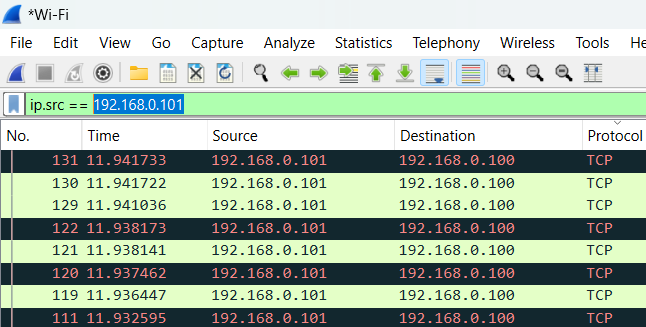 *Wi-Fi
File Edit View Go Capture Analyze Statistics Telephony Wireless Tools He
ip.src == 192.168.0.101
No. Time Source Destination Protocol
131 11.941733 192.168.0.101 192.168.0.100 TCP
130 11.941722 192.168.0.101 192.168.0.100 TCP
129 11.941036 192.168.0.101 192.168.0.100 TCP
122 11.938173 192.168.0.101 192.168.0.100 TCP
121 11.938141 192.168.0.101 192.168.0.100 TCP
120 11.937462 192.168.0.101 192.168.0.100 TCP
119 11.936447 192.168.0.101 192.168.0.100 TCP
111 11.932595 192.168.0.101 192.168.0.100 TCP